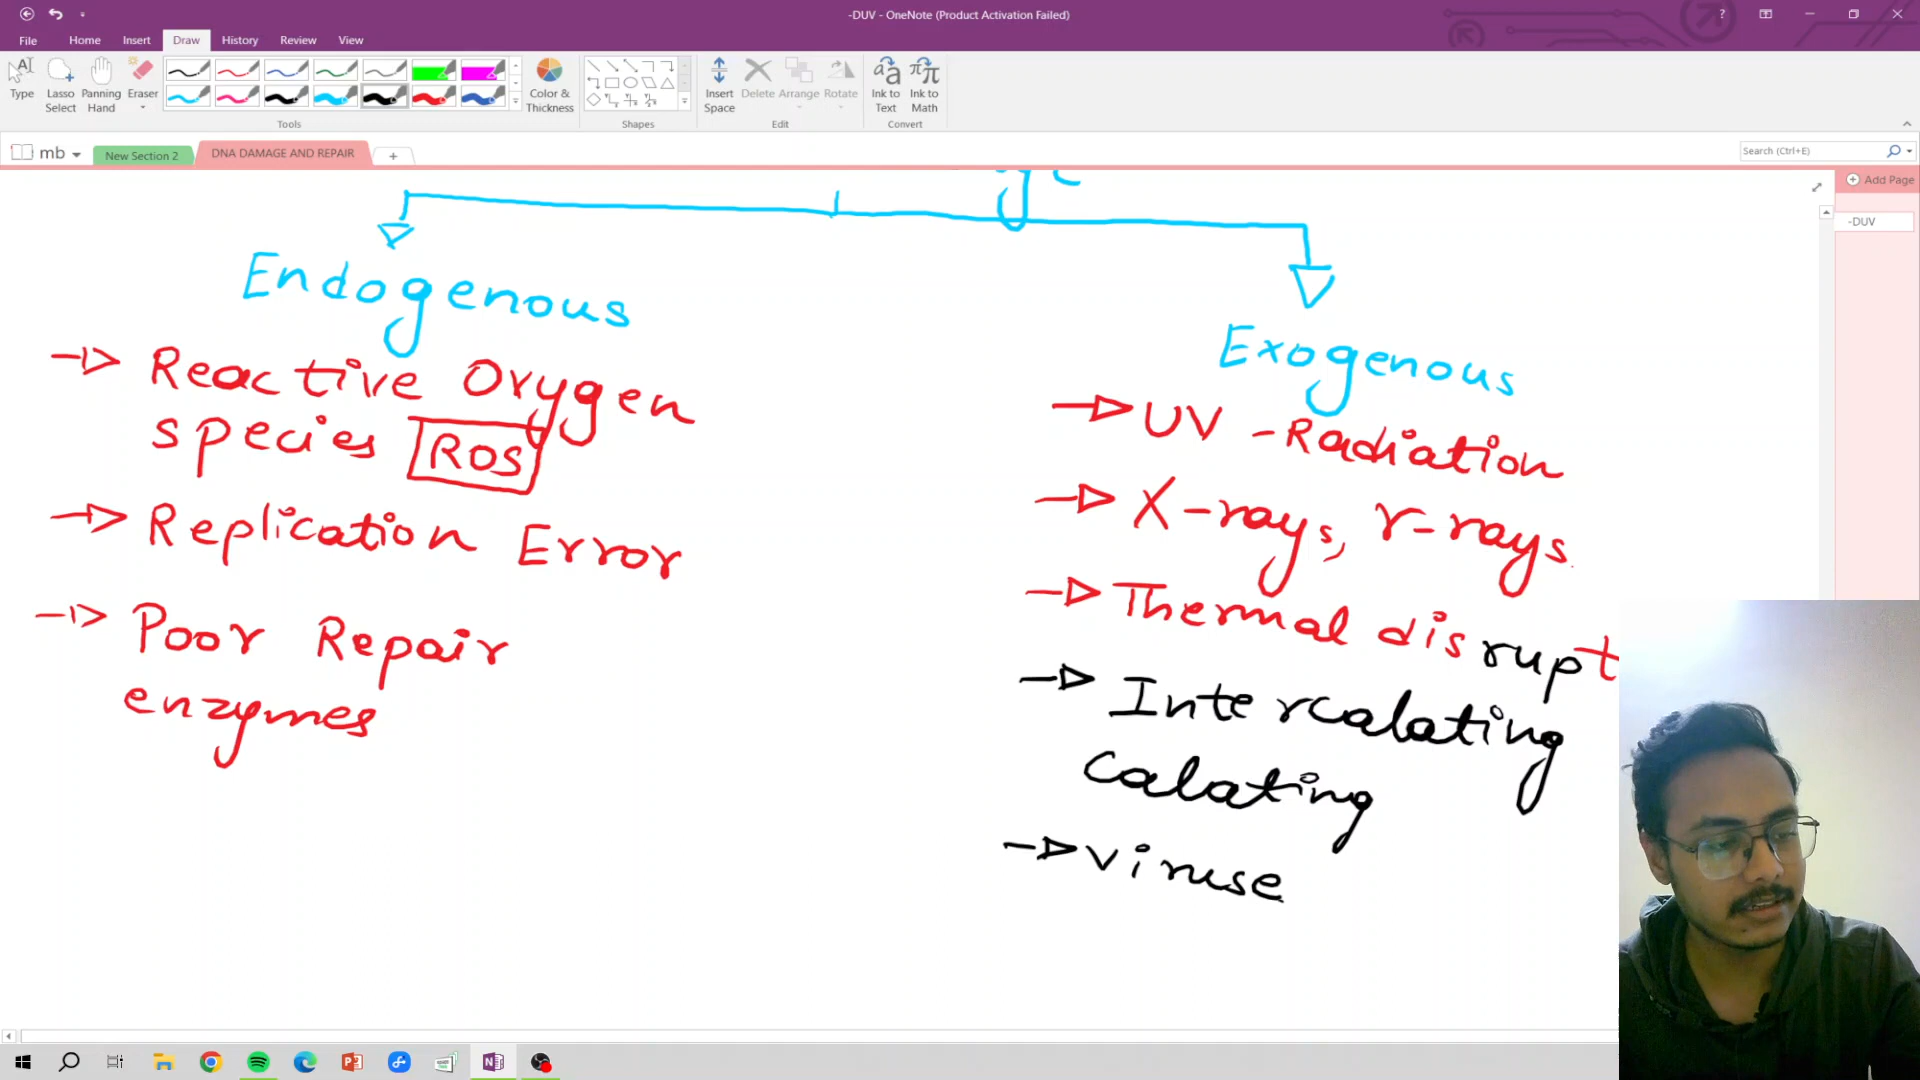 -DUV - OneNote (Product Activation Failed)
File Home Insert Draw History Review View
Type
Lasso Select
Panning Hand
Eraser
Color & Thickness
Insert Space
Delete
Arrange
Rotate
Ink to Text
Ink to Math
Tools
Shapes
Edit
Convert
mb
New Section 2
DNA DAMAGE AND REPAIR
Search (Ctrl+E)
Add Page
-DUV
Endogenous
Reactive Oxygen
species ROS
Replication Error
Poor Repair
enzymes
Exogenous
UV - Radiation
X-rays, r-rays.
Thermal disrupt
Intercalating
Calating
viruse